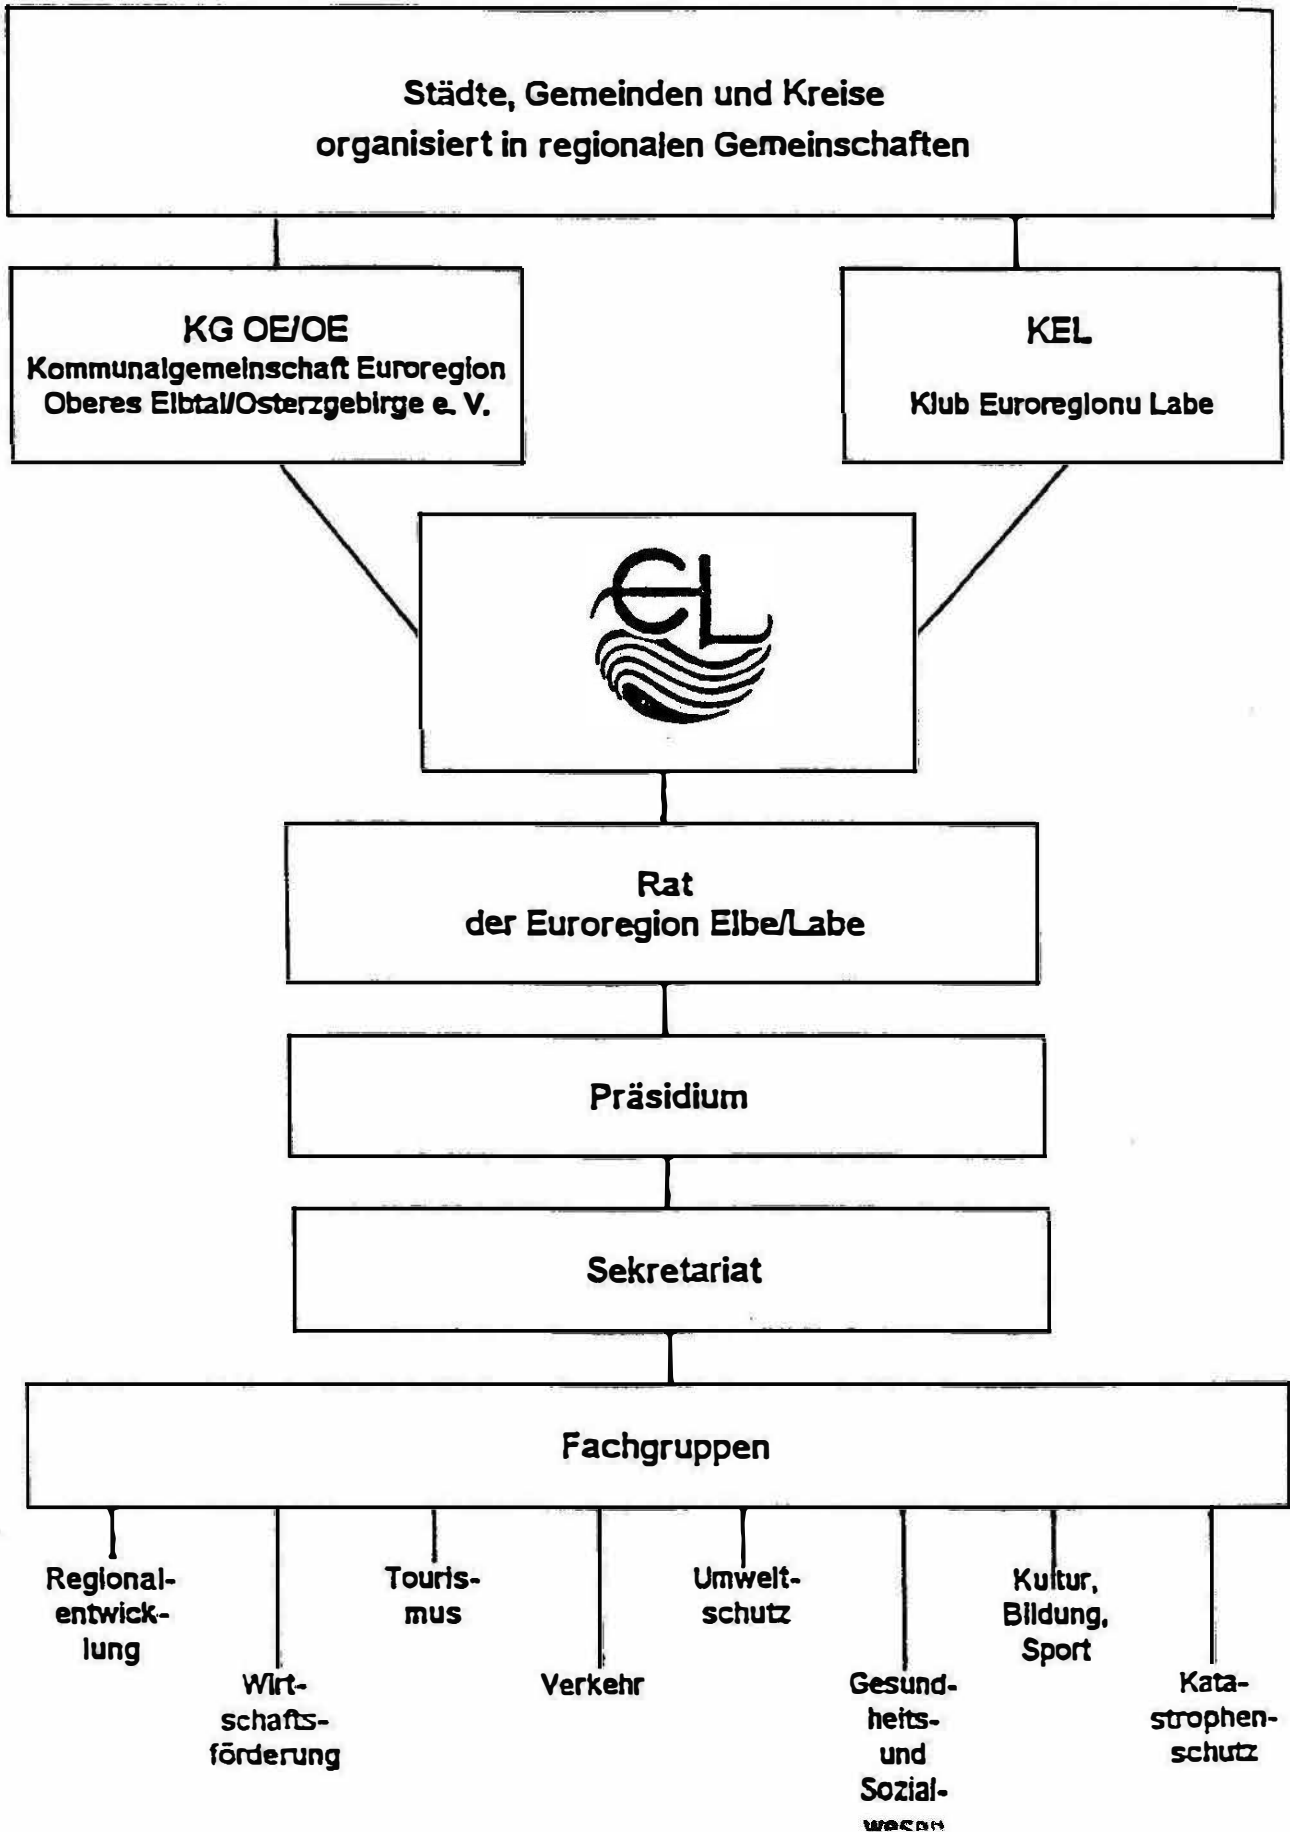 Städte, Gemeinden und Kreise
organisiert in regionalen Gemeinschaften
KG OE/OE
Kommunalgemeinschaft Euroregion
Oberes Elbtal/Osterzgebirge e. V.
KEL
Klub Euroregionu Labe
EL
Rat
der Euroregion Elbe/Labe
Präsidium
Sekretariat
Fachgruppen
Regional-
entwick-
lung
Wirt-
schafts-
förderung
Touris-
mus
Verkehr
Umwelt-
schutz
Gesund-
heits-
und
Sozial-
wesen
Kultur,
Bildung,
Sport
Kata-
strophen-
schutz